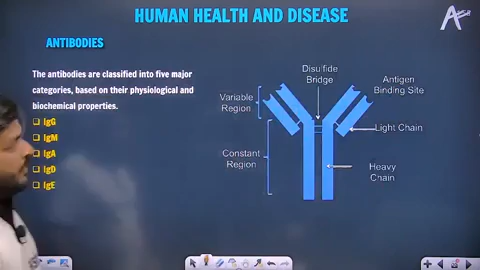 HUMAN HEALTH AND DISEASE
ANTIBODIES
The antibodies are classified into five major
categories, based on their physiological and
biochemical properties.
IgG
IgM
IgA
IgD
IgE
Disulfide
Bridge
Variable
Region
Antigen
Binding Site
Light Chain
Constant
Region
Heavy
Chain